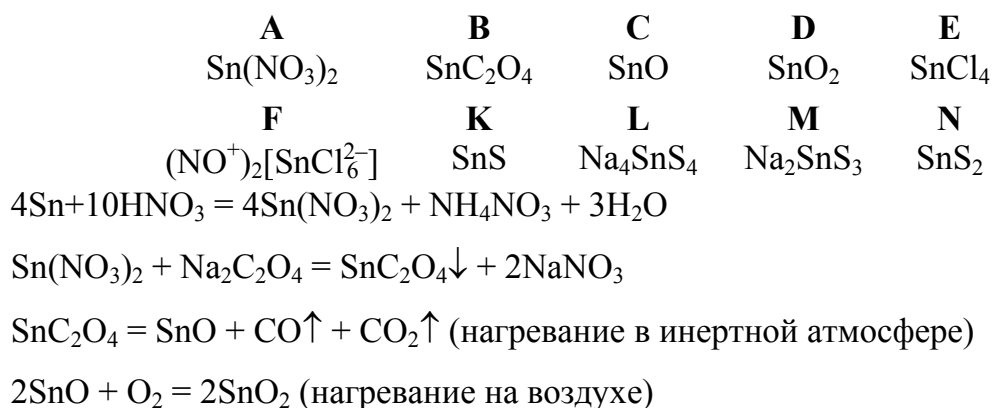 A B C D E
Sn(NO₃)₂ SnC₂O₄ SnO SnO₂ SnCl₄
F K L M N
(NO⁺)₂[SnCl₆²⁻] SnS Na₄SnS₄ Na₂SnS₃ SnS₂
4Sn+10HNO₃ = 4Sn(NO₃)₂ + NH₄NO₃ + 3H₂O
Sn(NO₃)₂ + Na₂C₂O₄ = SnC₂O₄↓ + 2NaNO₃
SnC₂O₄ = SnO + CO↑ + CO₂↑ (нагревание в инертной атмосфере)
2SnO + O₂ = 2SnO₂ (нагревание на воздухе)